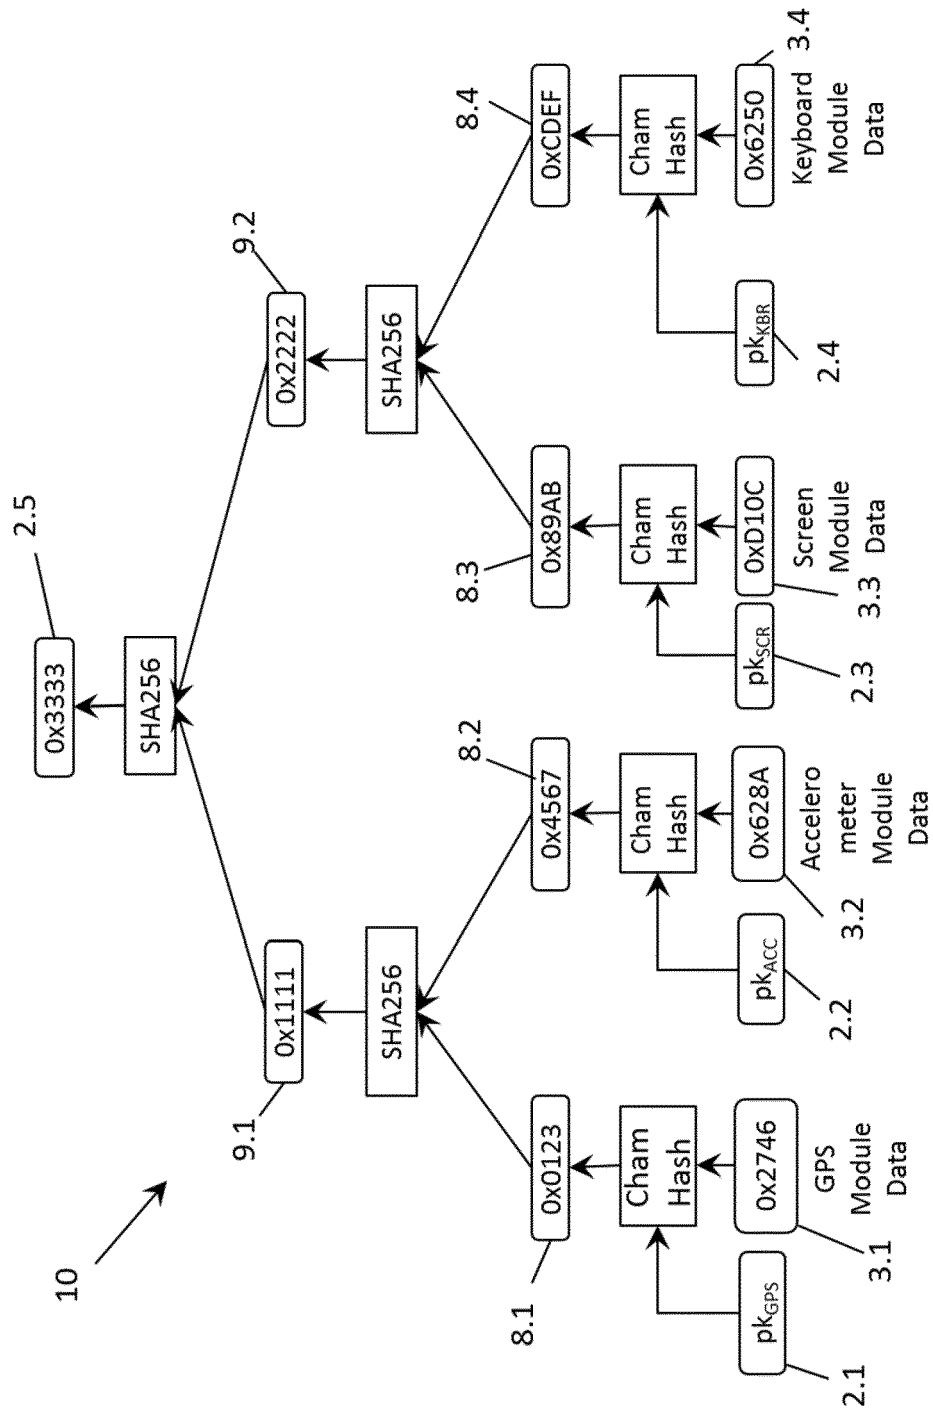 10
2.5
0x3333
SHA256
9.1
0x1111
9.2
0x2222
SHA256
SHA256
8.1
0x0123
8.2
0x4567
8.3
0x89AB
8.4
0xCDEF
Cham
Hash
Cham
Hash
Cham
Hash
Cham
Hash
pkGPS
2.1
0x2746
3.1
GPS
Module
Data
pkACC
2.2
0x628A
3.2
Accelero
meter
Module
Data
pkSCR
2.3
0xD10C
3.3
Screen
Module
Data
pkKBR
2.4
0x6250
3.4
Keyboard
Module
Data